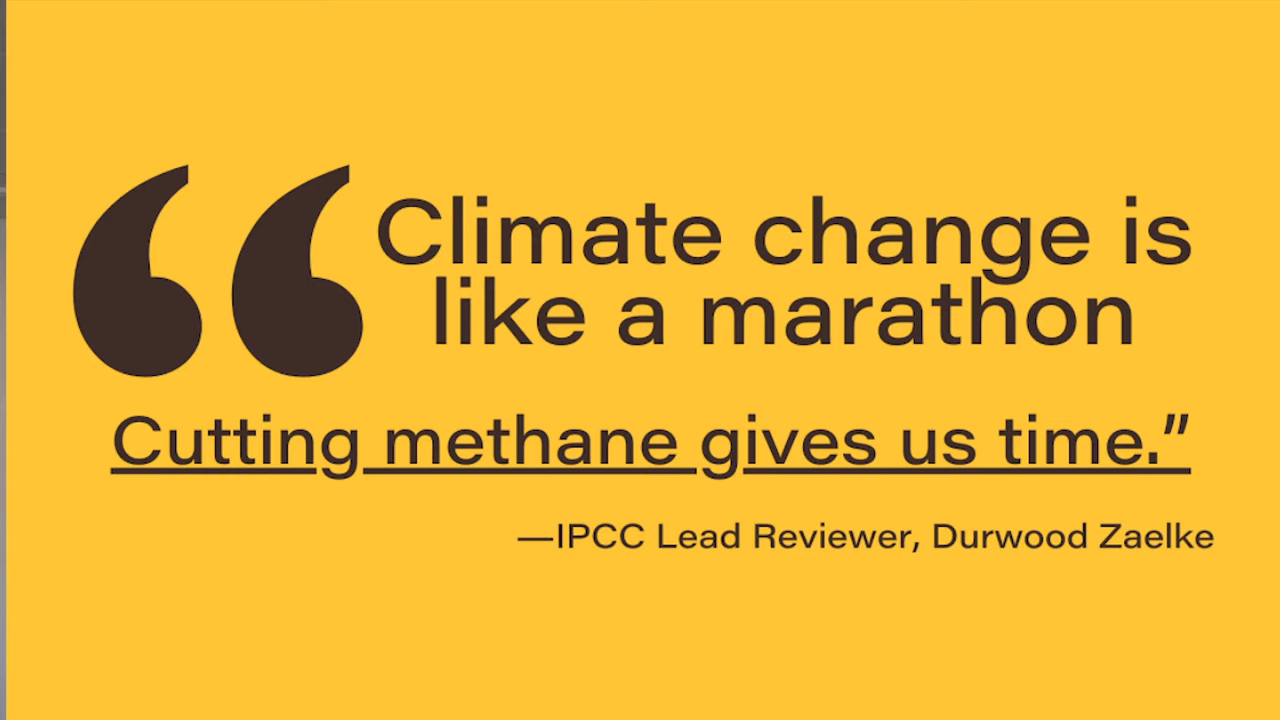 “Climate change is
like a marathon
Cutting methane gives us time.”
—IPCC Lead Reviewer, Durwood Zaelke